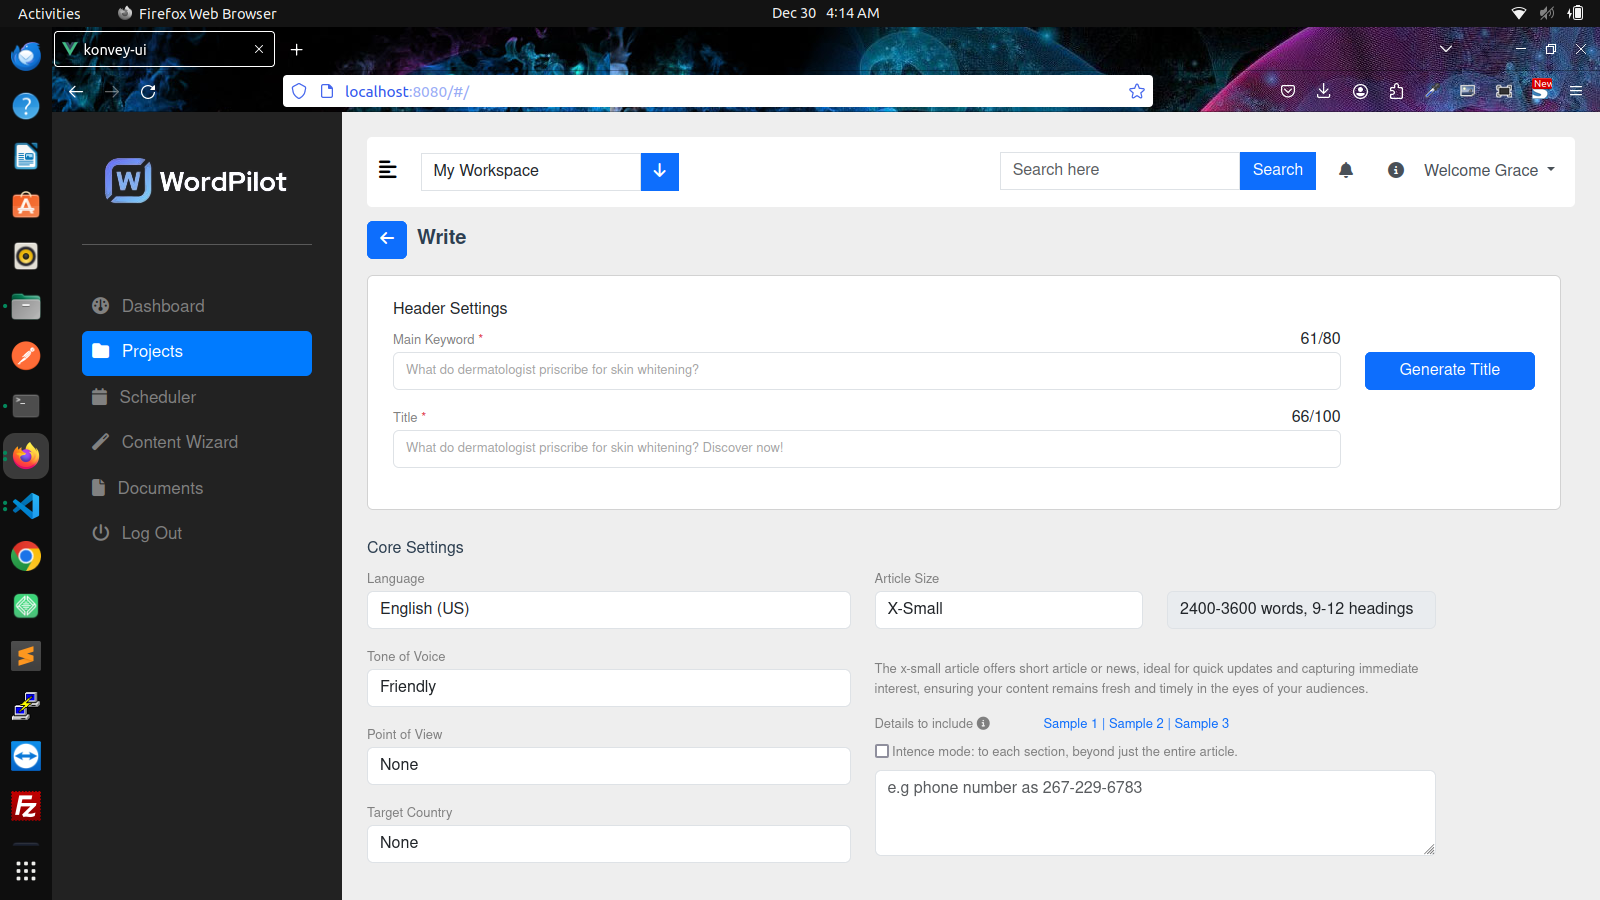 Activities
Firefox Web Browser
Dec 30 4:14 AM
konvey-ui
localhost:8080/#/
New
WordPilot
My Workspace
Search here
Search
Welcome Grace
Write
Dashboard
Projects
Scheduler
Content Wizard
Documents
Log Out
Header Settings
Main Keyword *
61/80
What do dermatologist priscribe for skin whitening?
Generate Title
Title *
66/100
What do dermatologist priscribe for skin whitening? Discover now!
Core Settings
Language
English (US)
Tone of Voice
Friendly
Point of View
None
Target Country
None
Article Size
X-Small
2400-3600 words, 9-12 headings
The x-small article offers short article or news, ideal for quick updates and capturing immediate
interest, ensuring your content remains fresh and timely in the eyes of your audiences.
Details to include
Sample 1 | Sample 2 | Sample 3
Intence mode: to each section, beyond just the entire article.
e.g phone number as 267-229-6783